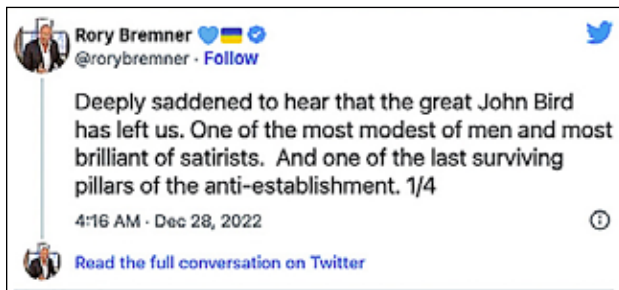 Rory Bremner
@rorybremner · Follow
Deeply saddened to hear that the great John Bird
has left us. One of the most modest of men and most
brilliant of satirists.  And one of the last surviving
pillars of the anti-establishment. 1/4
4:16 AM · Dec 28, 2022
Read the full conversation on Twitter